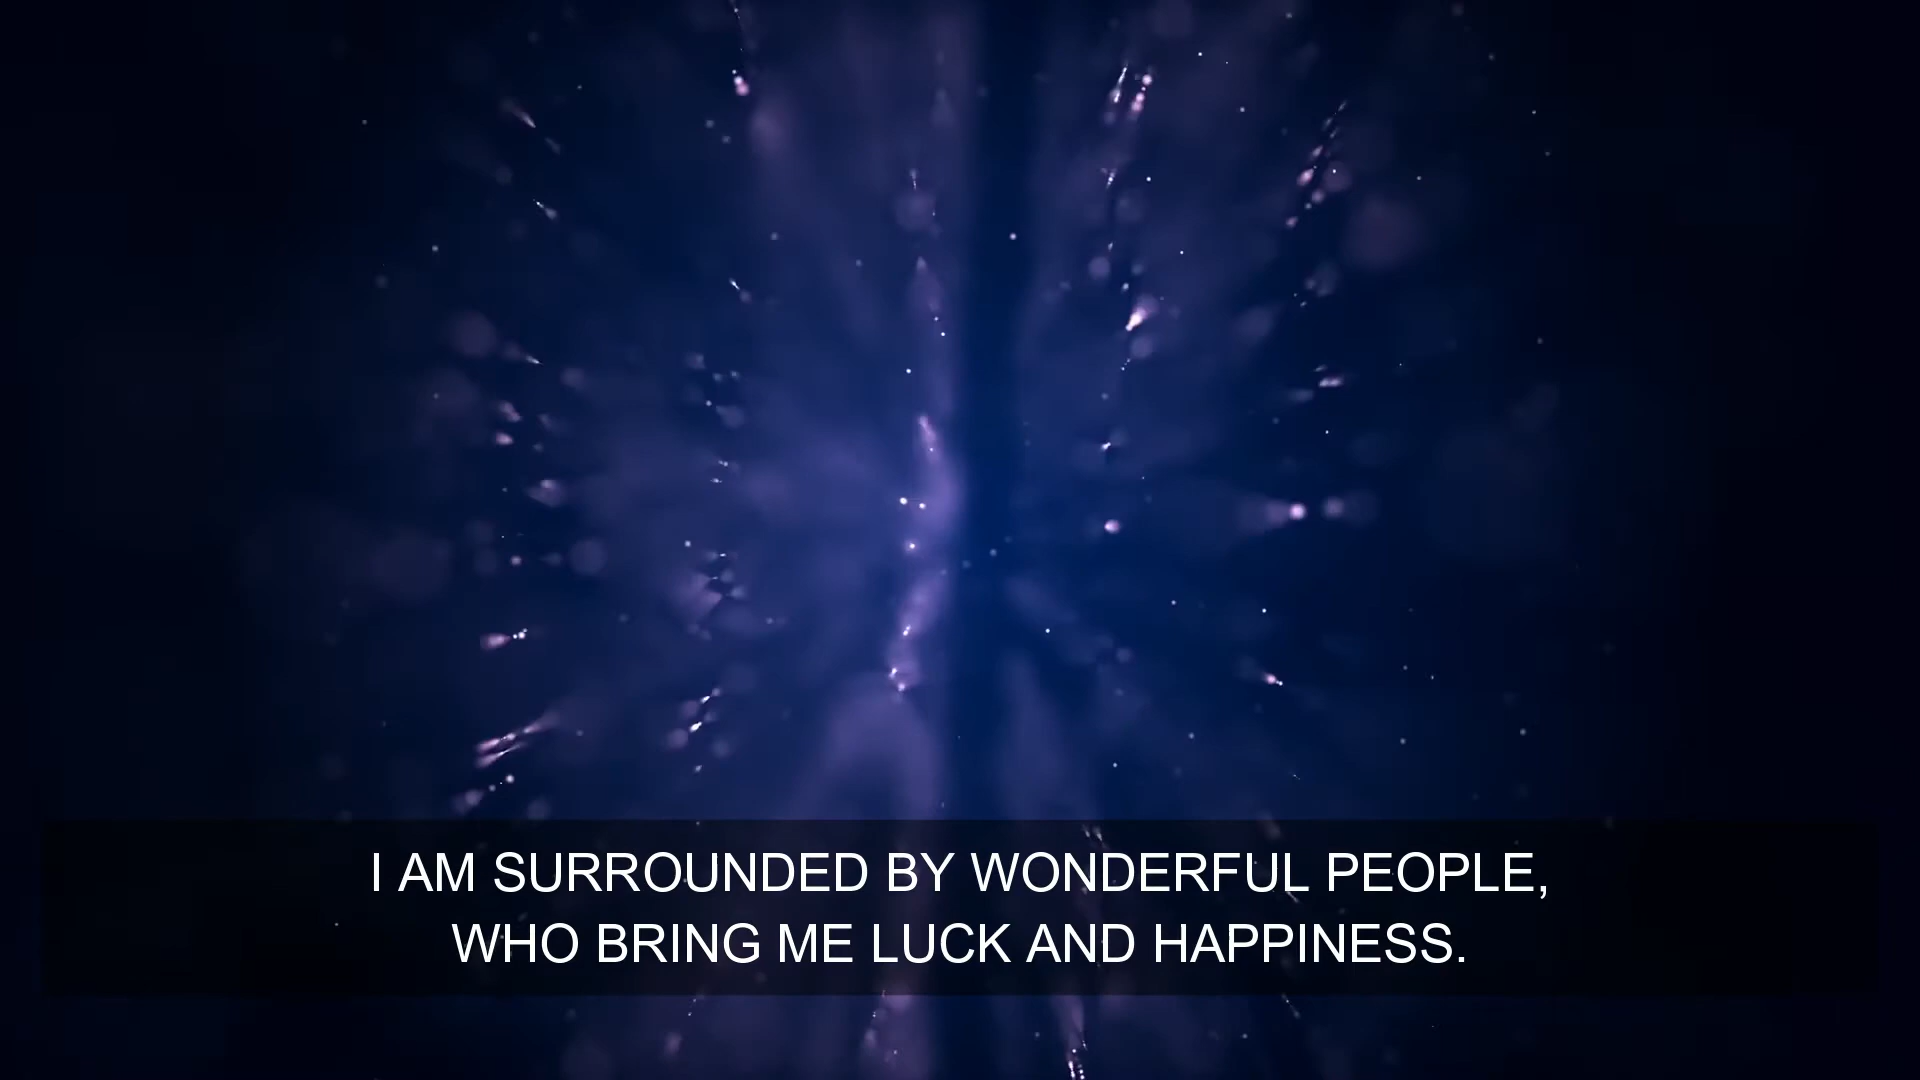 I AM SURROUNDED BY WONDERFUL PEOPLE,
WHO BRING ME LUCK AND HAPPINESS.